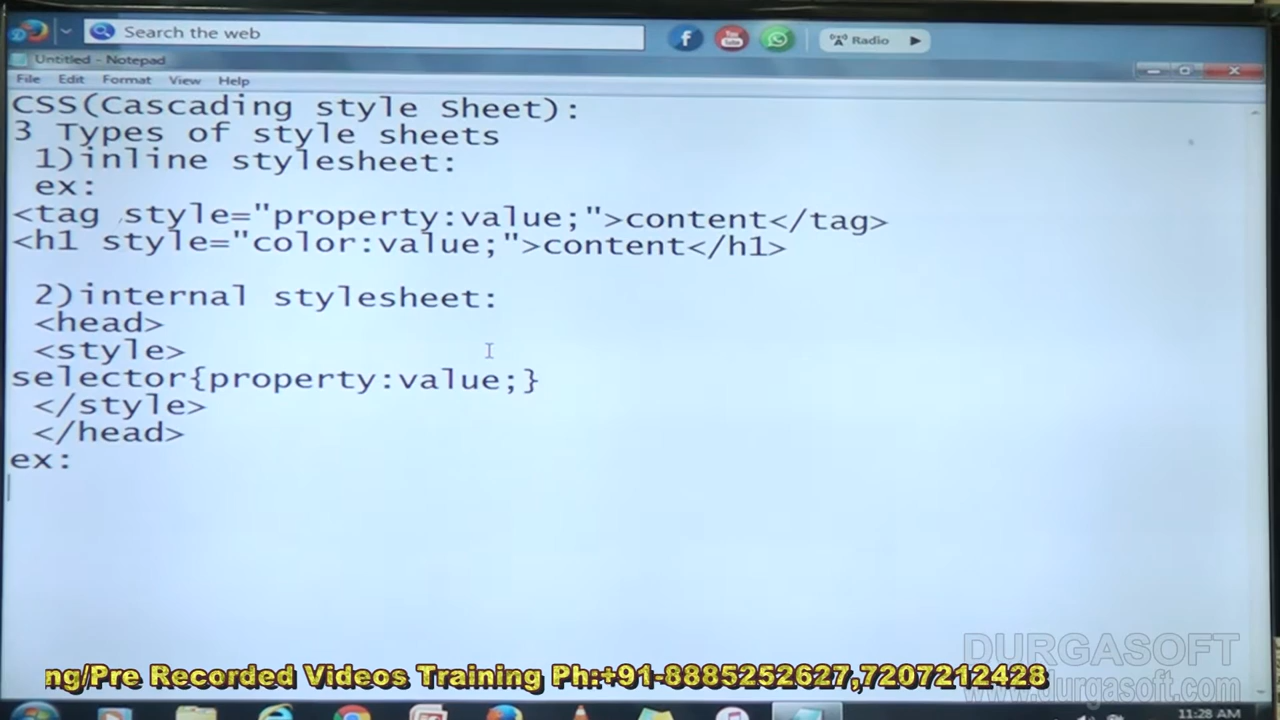 Search the web
Radio
Untitled - Notepad
File Edit Format View Help
CSS(Cascading style Sheet):
3 Types of style sheets
1)inline stylesheet:
ex:
<tag style="property:value;">content</tag>
<h1 style="color:value;">content</h1>
2)internal stylesheet:
<head>
<style>
selector{property:value;}
</style>
</head>
ex:
DURGASOFT
ng/Pre Recorded Videos Training Ph:+91-8885252627,7207212428
www.durgasoft.com
11:28 AM